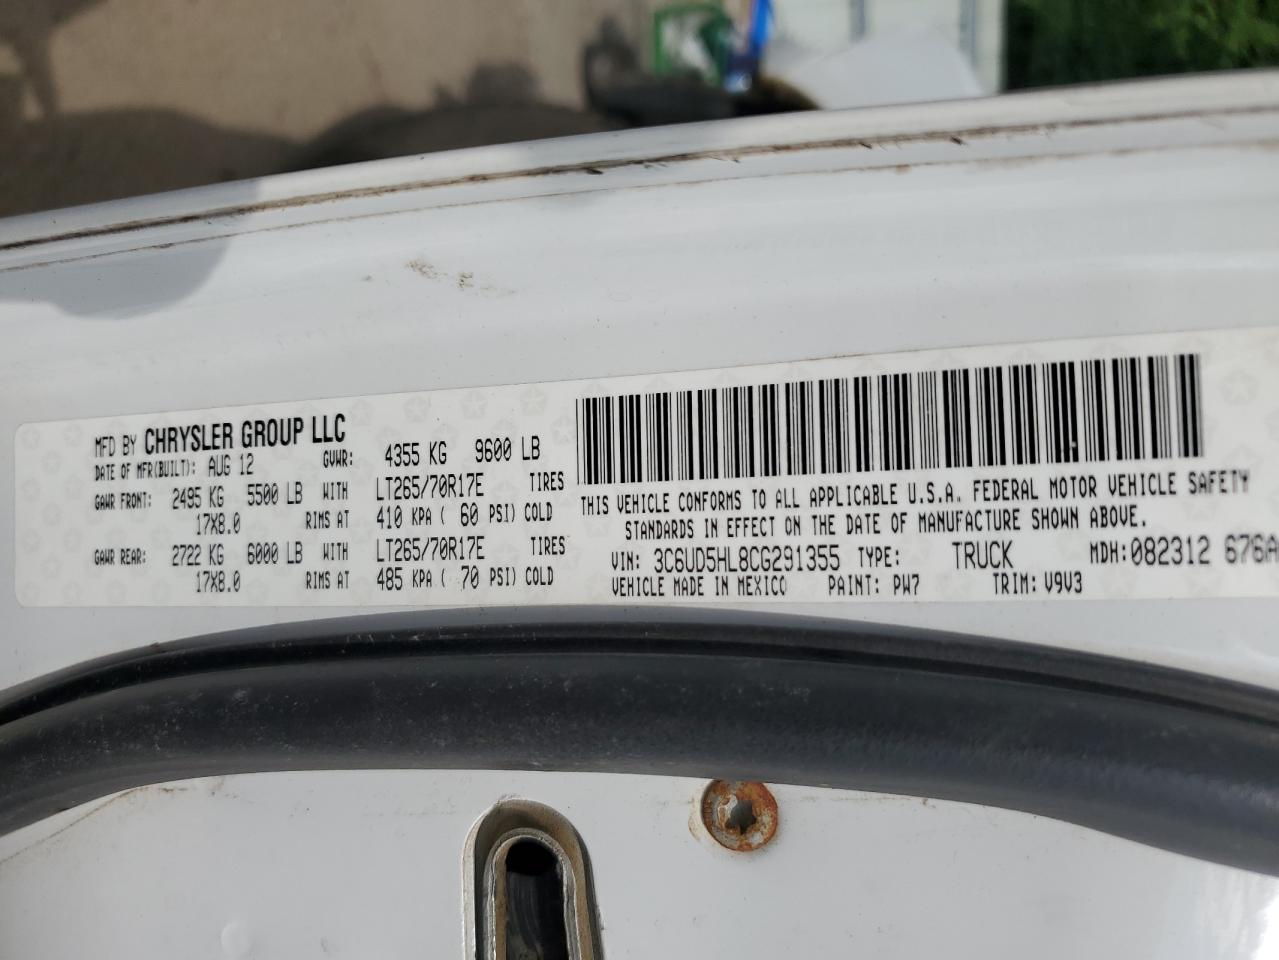 MFD BY CHRYSLER GROUP LLC
DATE OF MFR(BUILT): AUG 12 GVWR: 4355 KG 9600 LB
GAWR FRONT: 2495 KG 5500 LB WITH LT265/70R17E TIRES
17X8.0 RIMS AT 410 KPA ( 60 PSI) COLD
GAWR REAR: 2722 KG 6000 LB WITH LT265/70R17E TIRES
17X8.0 RIMS AT 485 KPA ( 70 PSI) COLD
THIS VEHICLE CONFORMS TO ALL APPLICABLE U.S.A. FEDERAL MOTOR VEHICLE SAFETY
STANDARDS IN EFFECT ON THE DATE OF MANUFACTURE SHOWN ABOVE.
VIN: 3C6UD5HL8CG291355 TYPE: TRUCK MDH:082312
VEHICLE MADE IN MEXICO PAINT: PW7 TRIM: V9V3